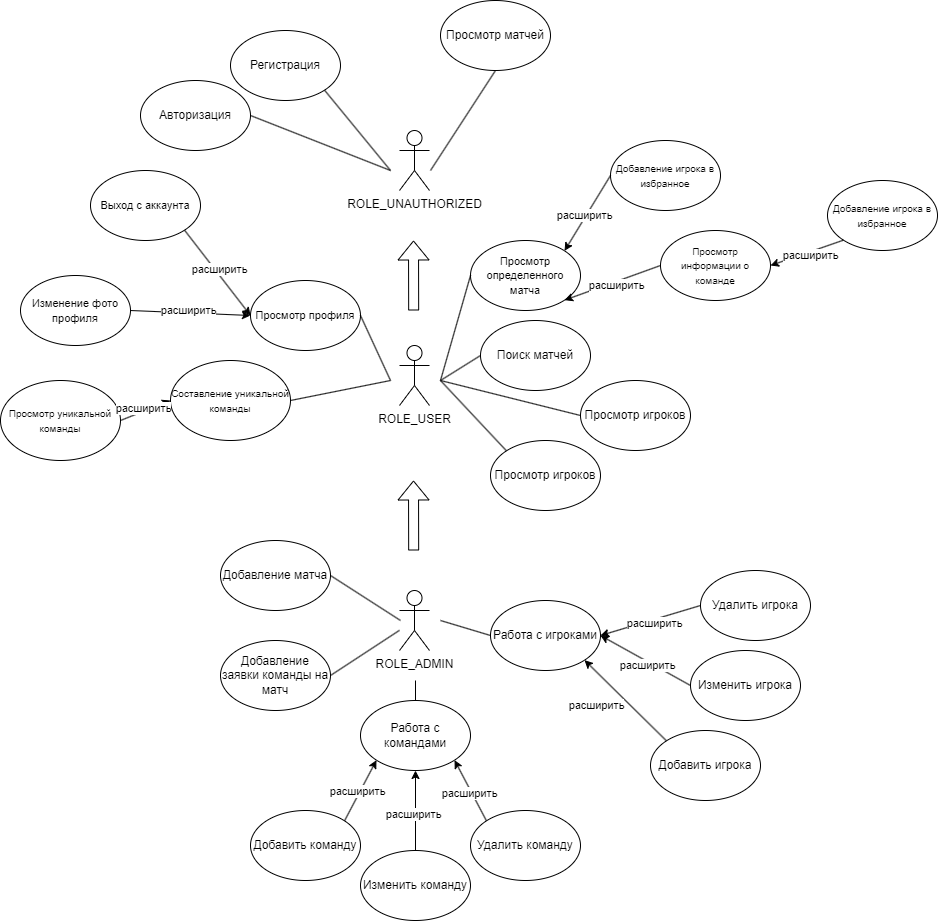 Просмотр матчей
Регистрация
Авторизация
ROLE_UNAUTHORIZED
Добавление игрока в
избранное
Выход с аккаунта
расширить
Добавление игрока в
избранное
Просмотр
определенного
матча
Просмотр
информации о
команде
расширить
расширить
расширить
Изменение фото
профиля
расширить
Просмотр профиля
Поиск матчей
Составление уникальной
команды
Просмотр уникальной
команды
расширить
ROLE_USER
Просмотр игроков
Просмотр игроков
Добавление матча
Удалить игрока
расширить
Работа с игроками
ROLE_ADMIN
Добавление
заявки команды на
матч
расширить
Изменить игрока
расширить
Работа с
командами
Добавить игрока
расширить
расширить
расширить
Добавить команду
Удалить команду
Изменить команду